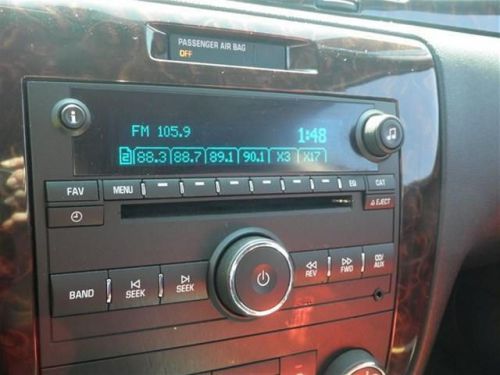 PASSENGER AIR BAG
OFF
i
FM 105.9 1:48
2 88.3 88.7 89.1 90.1 X3 X17
FAV MENU EQ CAT
EJECT
BAND SEEK SEEK REV FWD CD/AUX